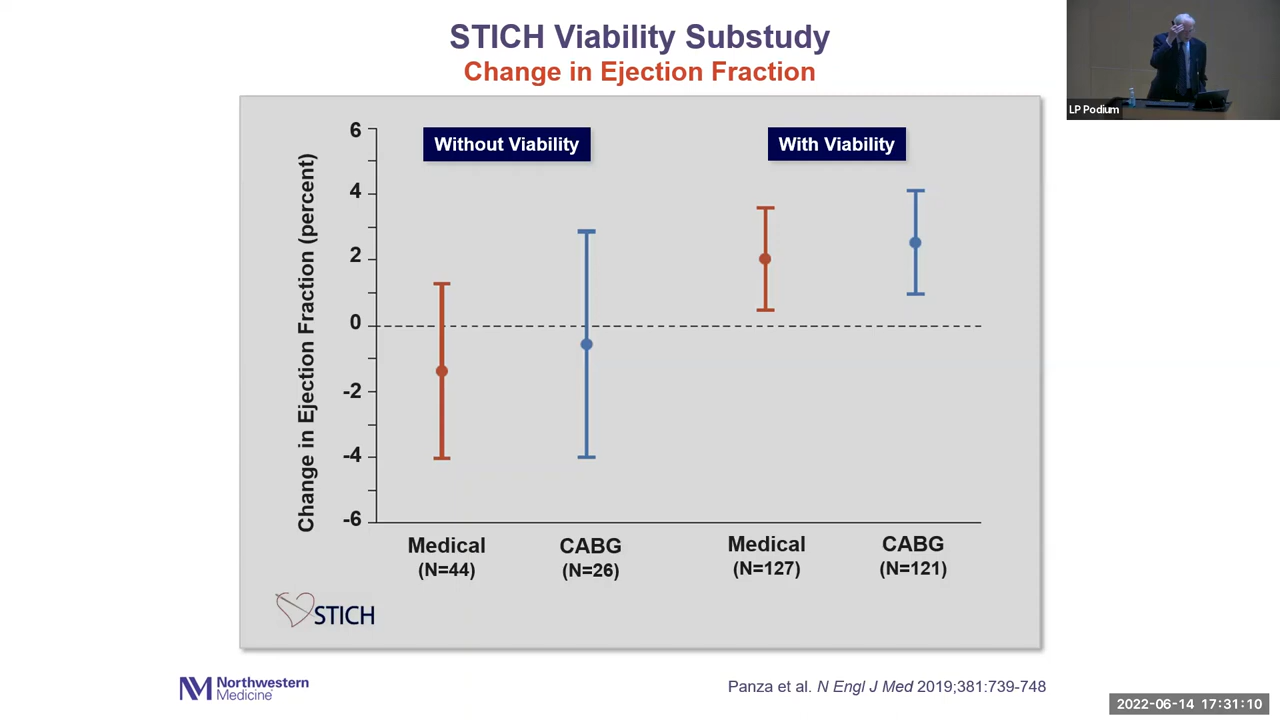 STICH Viability Substudy
Change in Ejection Fraction
LP Podium
Without Viability
With Viability
Change in Ejection Fraction (percent)
6
4
2
0
-2
-4
-6
Medical
(N=44)
CABG
(N=26)
Medical
(N=127)
CABG
(N=121)
STICH
Northwestern
Medicine
Panza et al. N Engl J Med 2019;381:739-748
2022-06-14 17:31:10